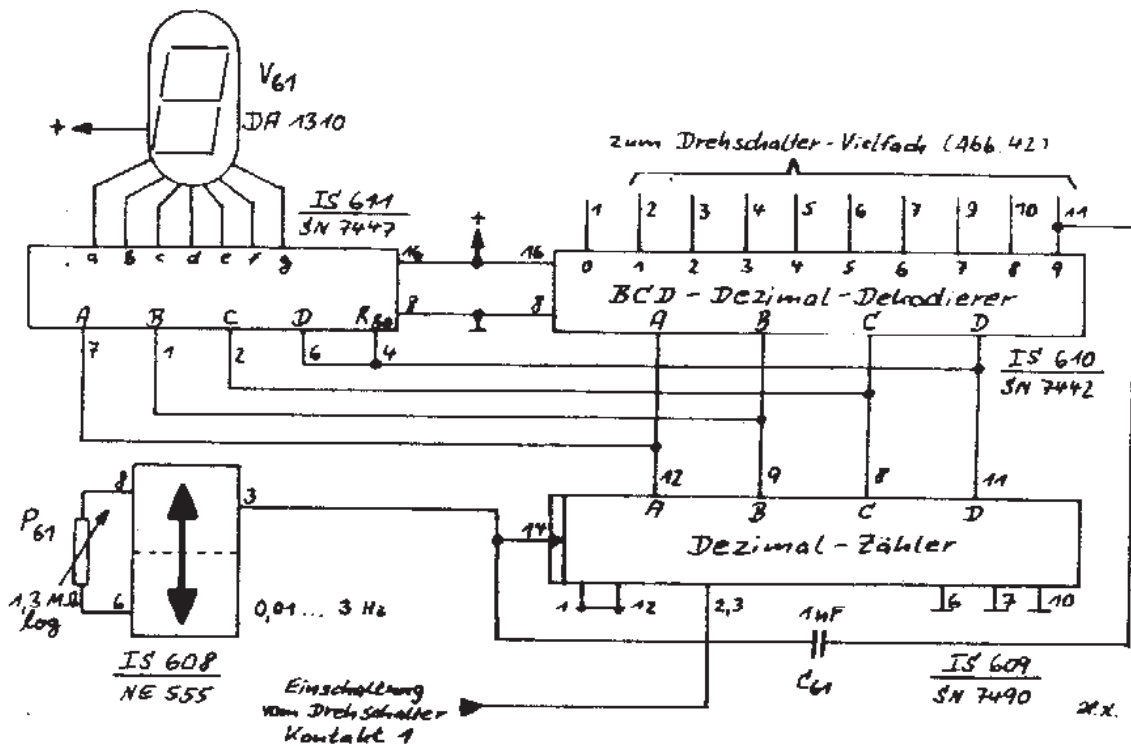 V61
DA 1310
+
zum Drehschalter-Vielfach (Abb. 42)
IS 611
SN 7447
+
1 2 3 4 5 6 7 9 10 11
a b c d e f g
16 16
0 1 2 3 4 5 6 7 8 9
BCD-Dezimal-Dekodierer
8 8
A B C D RBO
A B C D
7 1 2 6 4
IS 610
SN 7442
12 9 8 11
A B C D
Dezimal-Zähler
8
3
14
P61
1,3 MΩ
log
6
0,01 ... 3 Hz
1 12 2,3 6 7 10
1nF
C61
IS 608
NE 555
IS 609
SN 7490
Einschaltung
vom Drehschalter
Kontakt 1